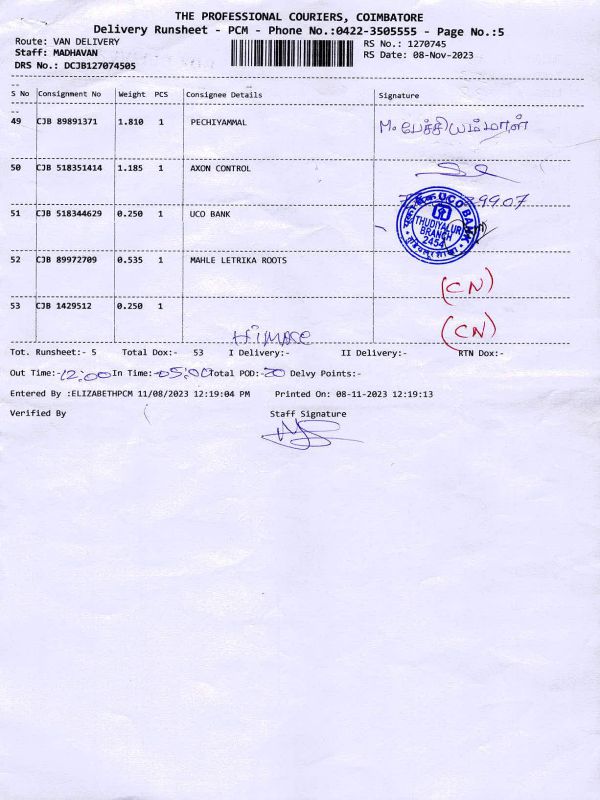 THE PROFESSIONAL COURIERS, COIMBATORE
Delivery Runsheet - PCM - Phone No.:0422-3505555 - Page No.:5
Route: VAN DELIVERY RS No.: 1270745
Staff: MADHAVAN RS Date: 08-Nov-2023
DRS No.: DCJB127074505
S No Consignment No Weight PCS Consignee Details Signature
49 CJB 89891371 1.810 1 PECHIYAMMAL M. பேச்சியம்மாள்
50 CJB 518351414 1.185 1 AXON CONTROL
9907
51 CJB 518344629 0.250 1 UCO BANK
UCO BANK
THUDIYALUR
BRANCH
2454
52 CJB 89972709 0.535 1 MAHLE LETRIKA ROOTS (CN)
53 CJB 1429512 0.250 1 (CN)
Tot. Runsheet:- 5 Total Dox:- 53 I Delivery:- II Delivery:- RTN Dox:-
Out Time:-12:00 In Time:-05:00 Total POD:-20 Delvy Points:-
Entered By :ELIZABETHPCM 11/08/2023 12:19:04 PM Printed On: 08-11-2023 12:19:13
Verified By Staff Signature